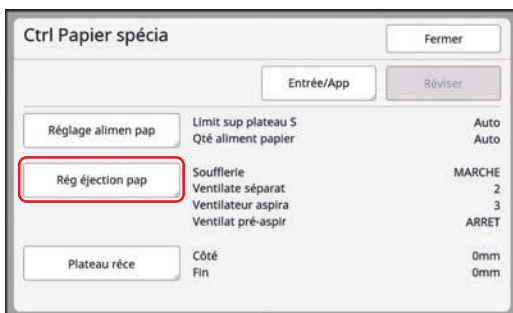 Ctrl Papier spécia
Fermer
Entrée/App
Réviser
Réglage alimen pap
Limit sup plateau S Auto
Qté aliment papier Auto
Rég éjection pap
Soufflerie MARCHE
Ventilate séparat 2
Ventilateur aspira 3
Ventilat pré-aspir ARRET
Plateau réce
Côté 0mm
Fin 0mm